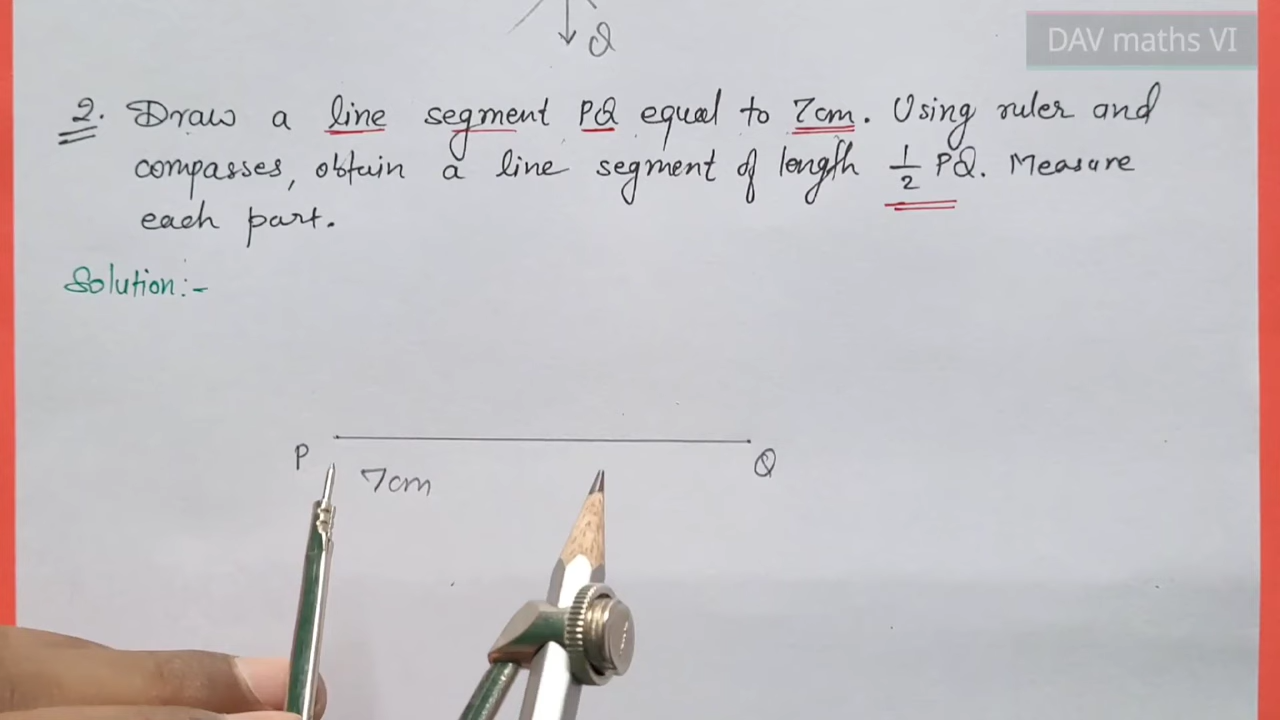 Q
DAV maths VI
2. Draw a line segment PQ equal to 7cm. Using ruler and
compasses, obtain a line segment of length 1/2 PQ. Measure
each part.
Solution:-
P
Q
7cm